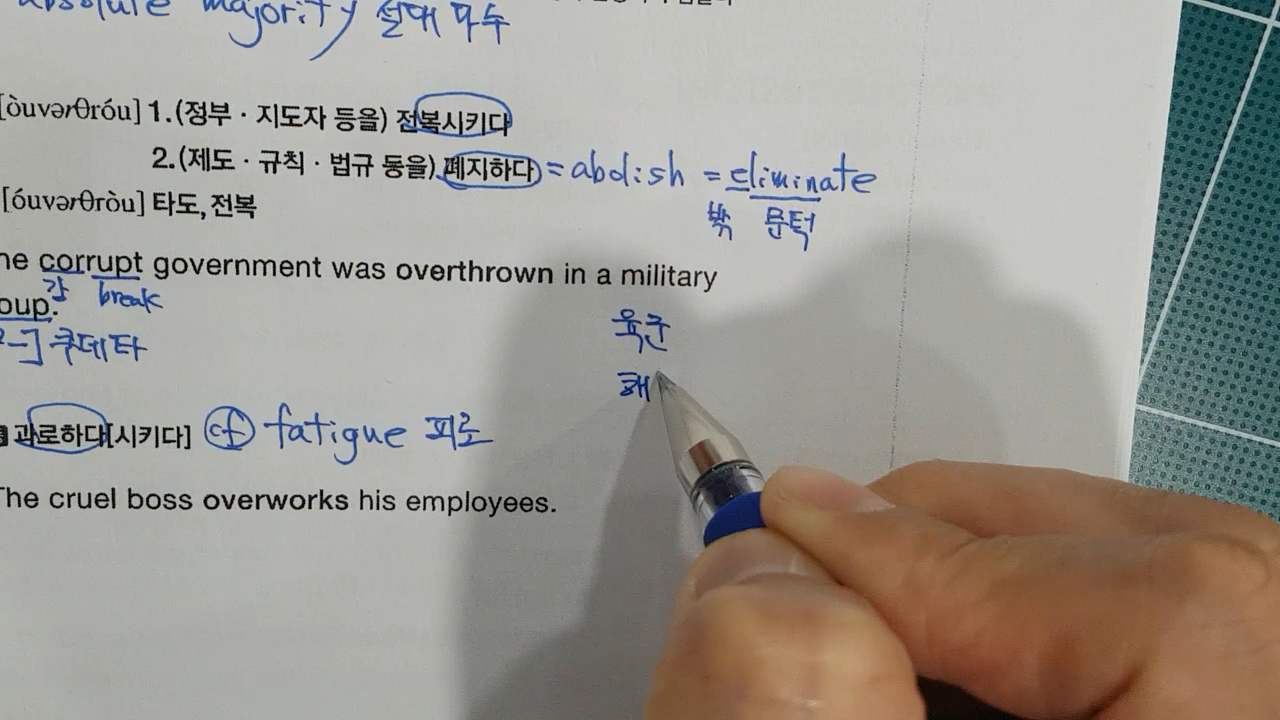 absolute majority 절대 다수
[òuvərθróu] 1.(정부 · 지도자 등을) 전복시키다
2.(제도 · 규칙 · 법규 등을) 폐지하다 = abolish = eliminate
밖 문턱
[óuvərθròu] 타도, 전복
he corrupt government was overthrown in a military
강 break
oup.
육군
쿠데타
해
과로하다[시키다] cf fatigue 피로
The cruel boss overworks his employees.